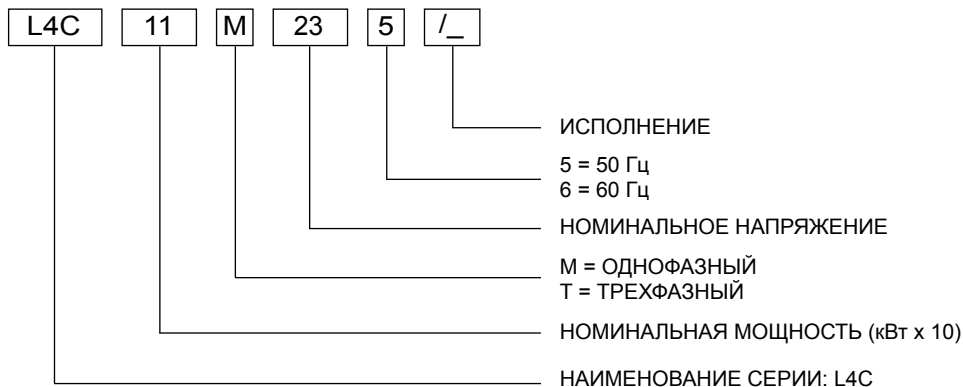 L4C 11 M 23 5 /_
ИСПОЛНЕНИЕ
5 = 50 Гц
6 = 60 Гц
НОМИНАЛЬНОЕ НАПРЯЖЕНИЕ
М = ОДНОФАЗНЫЙ
Т = ТРЕХФАЗНЫЙ
НОМИНАЛЬНАЯ МОЩНОСТЬ (кВт x 10)
НАИМЕНОВАНИЕ СЕРИИ: L4C